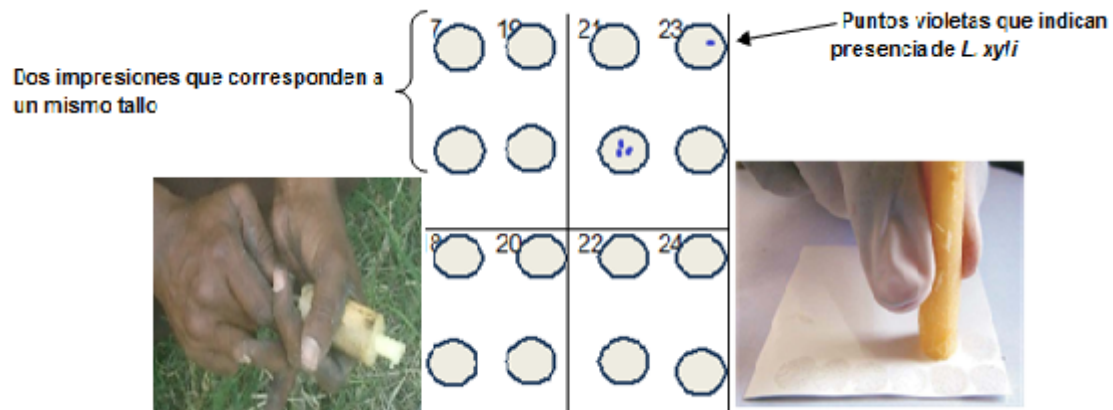 Dos impresiones que corresponden a
un mismo tallo
7 19 21 23
Puntos violetas que indican
presencia de L. xyli
8 20 22 24